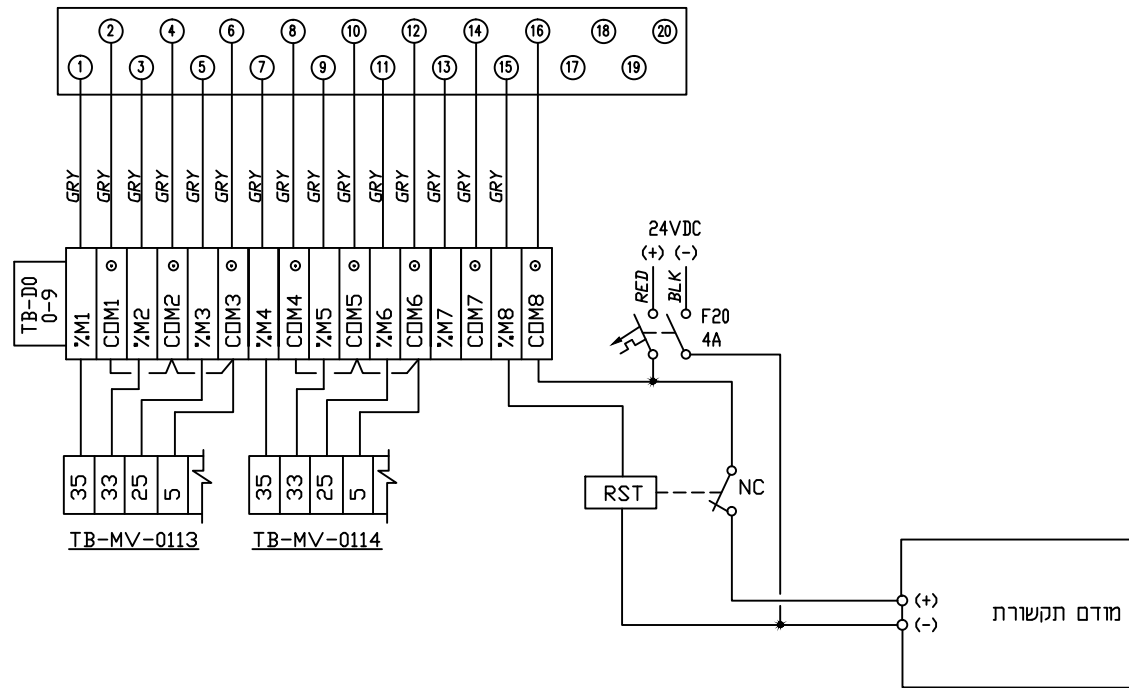 2 4 6 8 10 12 14 16 18 20
1 3 5 7 9 11 13 15 17 19
GRY GRY GRY GRY GRY GRY GRY GRY GRY GRY GRY GRY GRY GRY GRY
24VDC
(+) (-)
RED BLK
F20
4A
TB-DO
0-9
%M1 COM1 %M2 COM2 %M3 COM3 %M4 COM4 %M5 COM5 %M6 COM6 %M7 COM7 %M8 COM8
35 33 25 5 35 33 25 5
RST
NC
TB-MV-0113 TB-MV-0114
(+)
(-)
מודם תקשורת